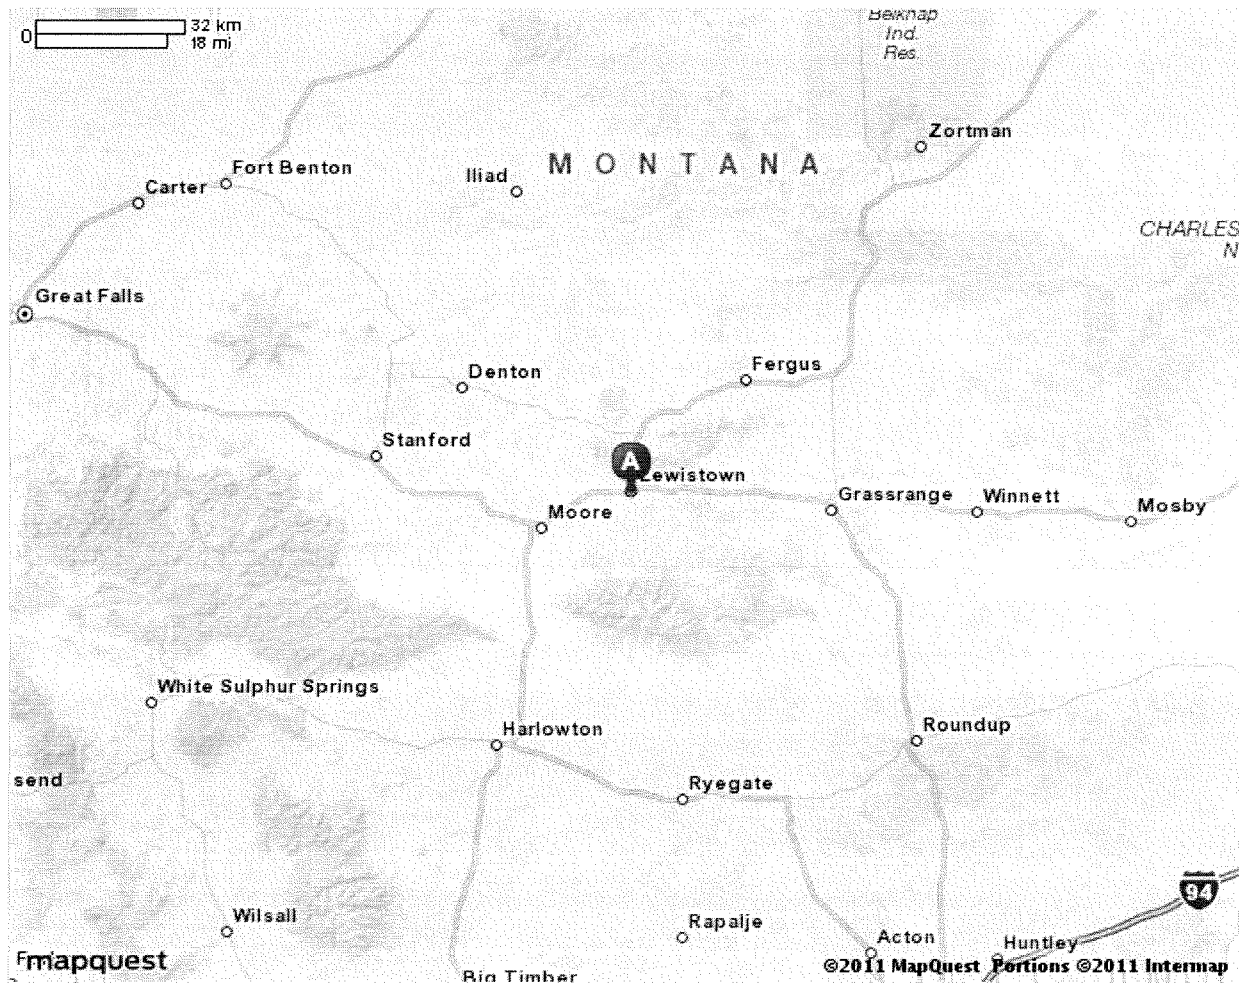 0
32 km
18 mi
Belknap
Ind.
Res.
Zortman
MONTANA
Fort Benton
Iliad
Carter
CHARLES
N
Great Falls
Fergus
Denton
Stanford
A
Lewistown
Grassrange
Winnett
Mosby
Moore
White Sulphur Springs
Harlowton
Roundup
send
Ryegate
94
Wilsall
Rapalje
Acton
Huntley
mapquest
©2011 MapQuest Portions ©2011 Intermap
Big Timber